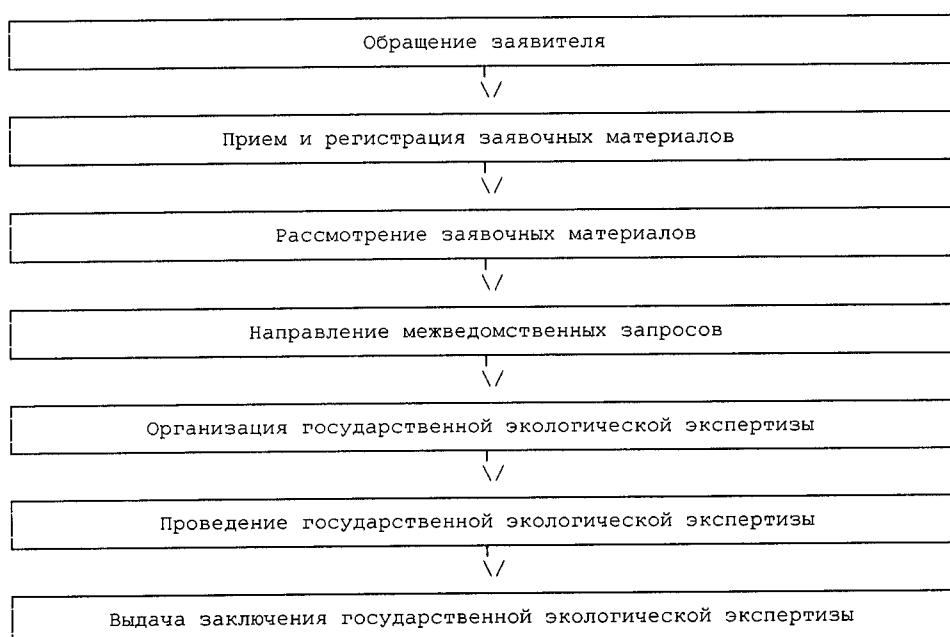 Обращение заявителя
Прием и регистрация заявочных материалов
Рассмотрение заявочных материалов
Направление межведомственных запросов
Организация государственной экологической экспертизы
Проведение государственной экологической экспертизы
Выдача заключения государственной экологической экспертизы